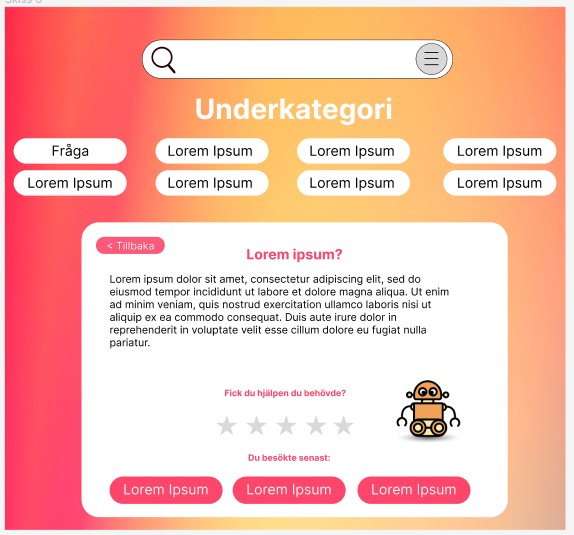 Skiss 6
Underkategori
Fråga
Lorem Ipsum
Lorem Ipsum
Lorem Ipsum
Lorem Ipsum
Lorem Ipsum
Lorem Ipsum
Lorem Ipsum
< Tillbaka
Lorem ipsum?
Lorem ipsum dolor sit amet, consectetur adipiscing elit, sed do
eiusmod tempor incididunt ut labore et dolore magna aliqua. Ut enim
ad minim veniam, quis nostrud exercitation ullamco laboris nisi ut
aliquip ex ea commodo consequat. Duis aute irure dolor in
reprehenderit in voluptate velit esse cillum dolore eu fugiat nulla
pariatur.
Fick du hjälpen du behövde?
Du besökte senast:
Lorem Ipsum
Lorem Ipsum
Lorem Ipsum